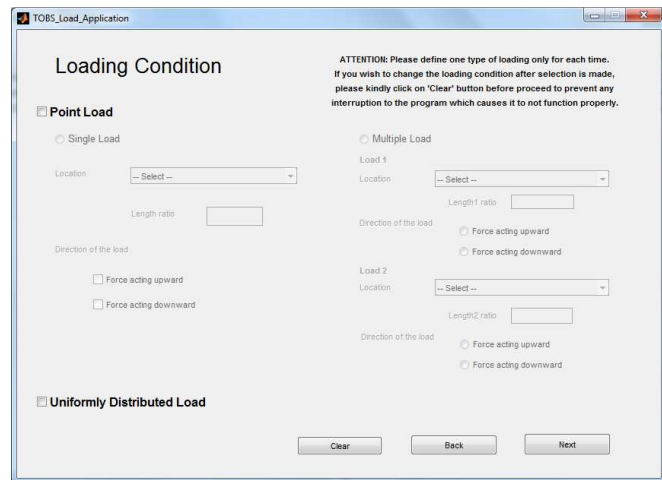 TOBS_Load_Application
Loading Condition
ATTENTION: Please define one type of loading only for each time.
If you wish to change the loading condition after selection is made,
please kindly click on 'Clear' button before proceed to prevent any
interruption to the program which causes it to not function properly.
Point Load
Single Load
Location
-- Select --
Length ratio
Direction of the load
Force acting upward
Force acting downward
Multiple Load
Load 1
Location
-- Select --
Length1 ratio
Direction of the load
Force acting upward
Force acting downward
Load 2
Location
-- Select --
Length2 ratio
Direction of the load
Force acting upward
Force acting downward
Uniformly Distributed Load
Clear
Back
Next